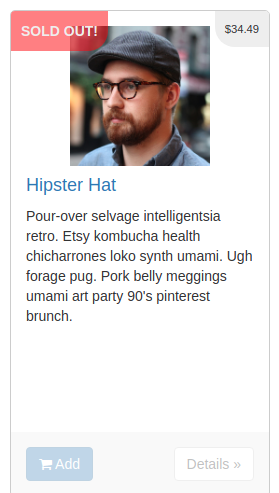 SOLD OUT!
$34.49
Hipster Hat
Pour-over selvage intelligentsia
retro. Etsy kombucha health
chicharrones loko synth umami. Ugh
forage pug. Pork belly meggings
umami art party 90's pinterest
brunch.
Add
Details »